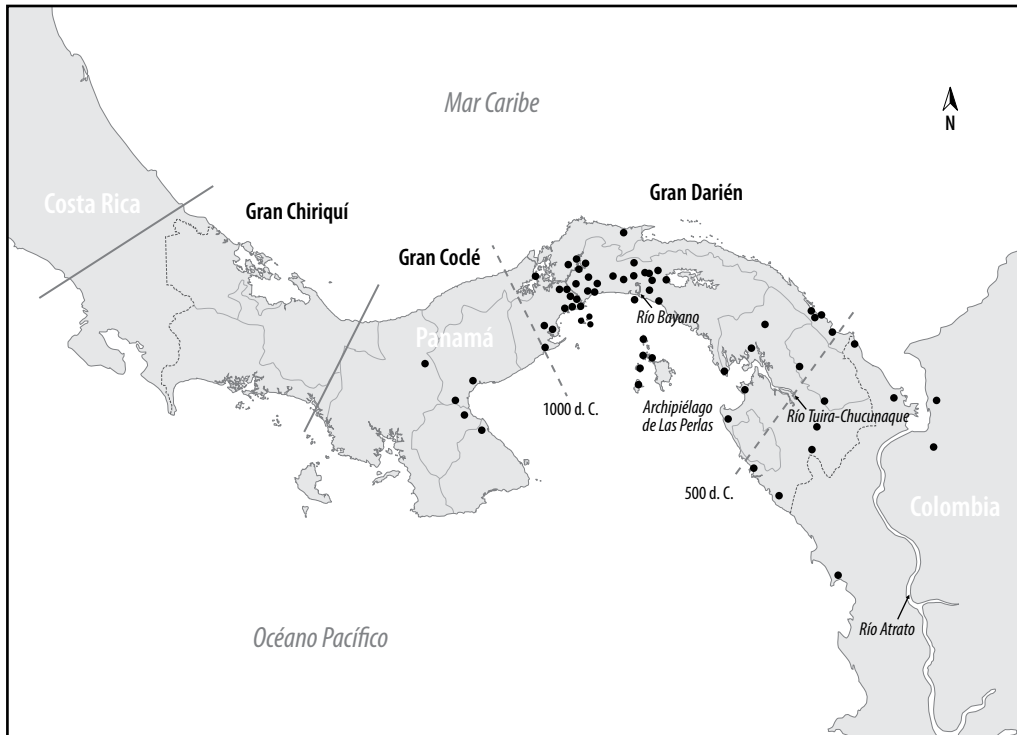 Mar Caribe
N
Gran Darién
Costa Rica
Gran Chiriquí
Gran Coclé
Río Bayano
Panamá
1000 d. C.
Archipiélago
de Las Perlas
Río Tuira-Chucunaque
500 d. C.
Colombia
Río Atrato
Océano Pacífico